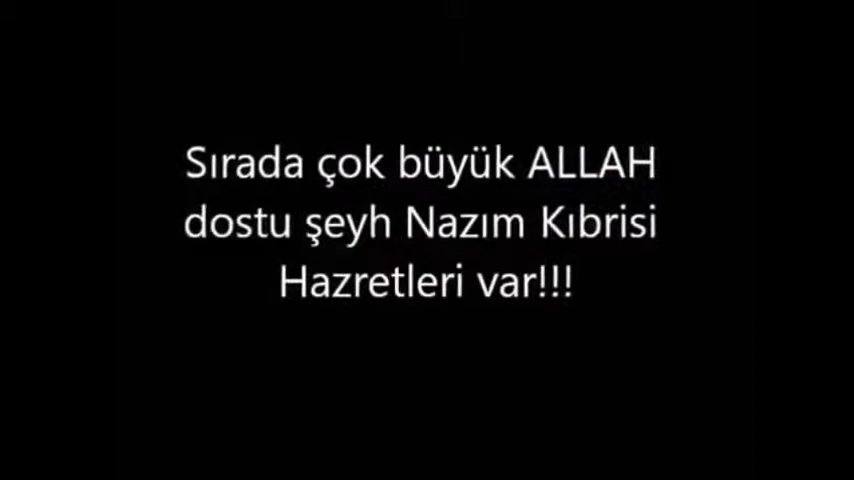 Sırada çok büyük ALLAH
dostu şeyh Nazım Kıbrisi
Hazretleri var!!!